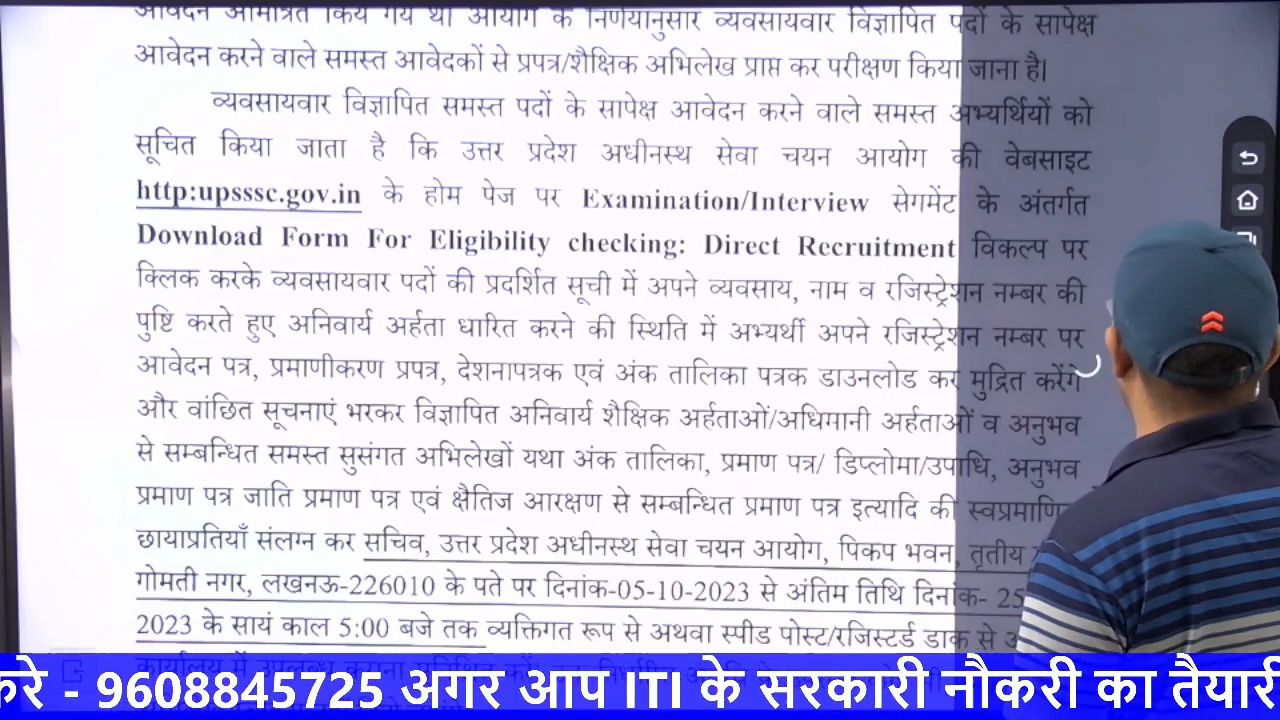 आवेदन आमंत्रित किये गये थे। आयोग के निर्णयानुसार व्यवसायवार विज्ञापित पदों के सापेक्ष
आवेदन करने वाले समस्त आवेदकों से प्रपत्र/शैक्षिक अभिलेख प्राप्त कर परीक्षण किया जाना है।
व्यवसायवार विज्ञापित समस्त पदों के सापेक्ष आवेदन करने वाले समस्त अभ्यर्थियों को
सूचित किया जाता है कि उत्तर प्रदेश अधीनस्थ सेवा चयन आयोग की वेबसाइट
http:upsssc.gov.in के होम पेज पर Examination/Interview सेगमेंट के अंतर्गत
Download Form For Eligibility checking: Direct Recruitment विकल्प पर
क्लिक करके व्यवसायवार पदों की प्रदर्शित सूची में अपने व्यवसाय, नाम व रजिस्ट्रेशन नम्बर की
पुष्टि करते हुए अनिवार्य अर्हता धारित करने की स्थिति में अभ्यर्थी अपने रजिस्ट्रेशन नम्बर पर
आवेदन पत्र, प्रमाणीकरण प्रपत्र, देशनापत्रक एवं अंक तालिका पत्रक डाउनलोड कर मुद्रित करेंगे
और वांछित सूचनाएं भरकर विज्ञापित अनिवार्य शैक्षिक अर्हताओं/अधिमानी अर्हताओं व अनुभव
से सम्बन्धित समस्त सुसंगत अभिलेखों यथा अंक तालिका, प्रमाण पत्र/ डिप्लोमा/उपाधि, अनुभव
प्रमाण पत्र जाति प्रमाण पत्र एवं क्षैतिज आरक्षण से सम्बन्धित प्रमाण पत्र इत्यादि की
छायाप्रतियाँ संलग्न कर सचिव, उत्तर प्रदेश अधीनस्थ सेवा चयन आयोग, पिकप भवन, तृतीय
गोमती नगर, लखनऊ-226010 के पते पर दिनांक-05-10-2023 से अंतिम तिथि दिनांक- 25
2023 के सायं काल 5:00 बजे तक व्यक्तिगत रूप से अथवा स्पीड पोस्ट/रजिस्टर्ड डाक से
करे - 9608845725 अगर आप ITI के सरकारी नौकरी का तैयारी